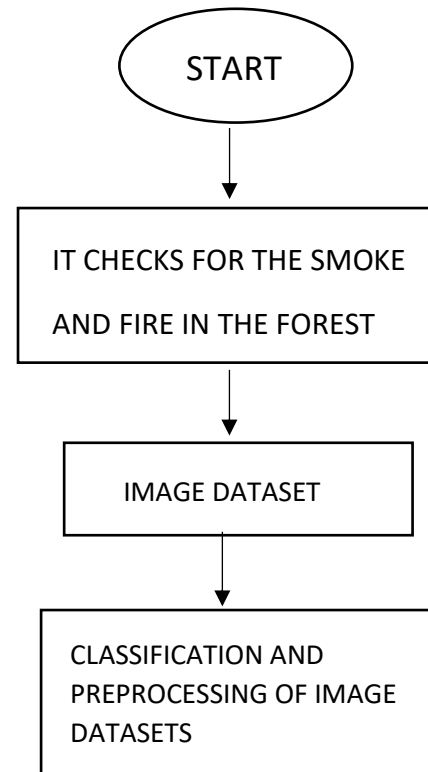 START
IT CHECKS FOR THE SMOKE
AND FIRE IN THE FOREST
IMAGE DATASET
CLASSIFICATION AND
PREPROCESSING OF IMAGE
DATASETS